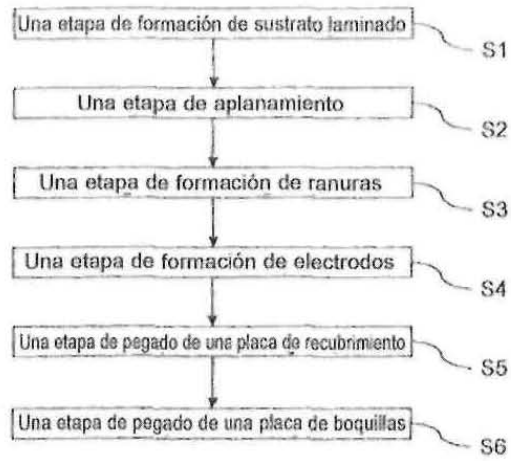 Una etapa de formación de sustrato laminado
S1
Una etapa de aplanamiento
S2
Una etapa de formación de ranuras
S3
Una etapa de formación de electrodos
S4
Una etapa de pegado de una placa de recubrimiento
S5
Una etapa de pegado de una placa de boquillas
S6